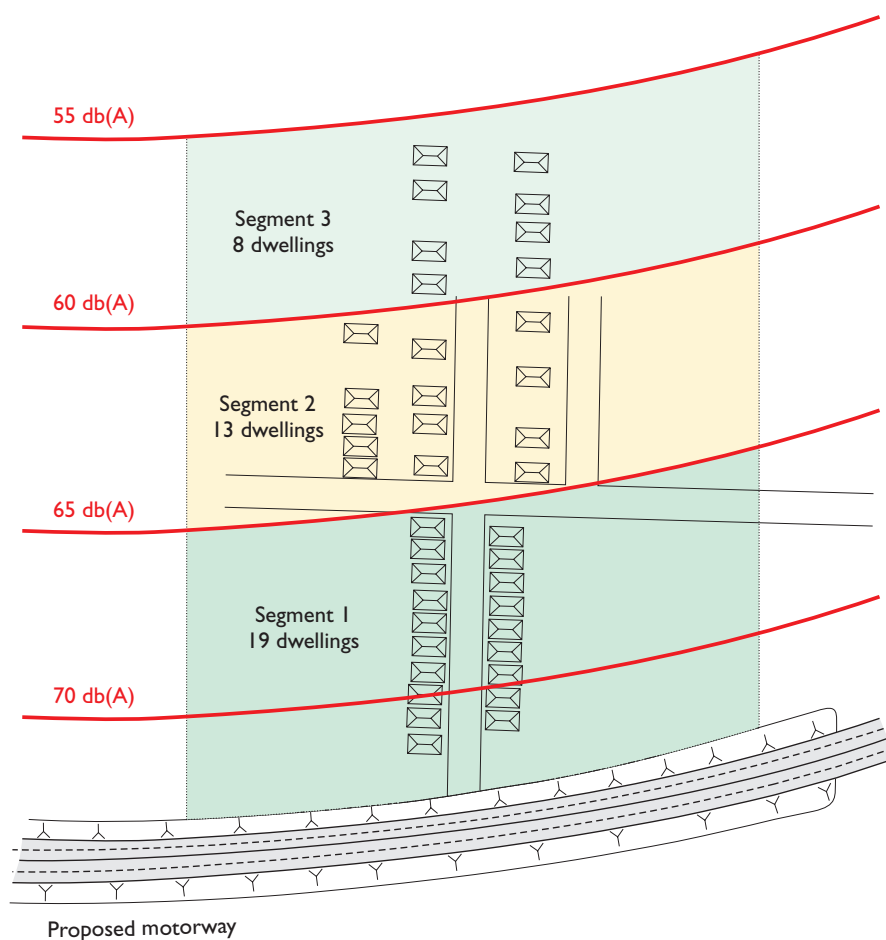 55 db(A)
Segment 3
8 dwellings
60 db(A)
Segment 2
13 dwellings
65 db(A)
Segment 1
19 dwellings
70 db(A)
Proposed motorway